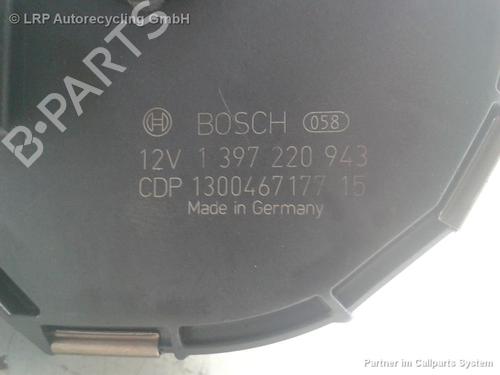 © LRP Autorecycling GmbH
B-PARTS
BOSCH 058
12V 1 397 220 943
CDP 1300467177 15
Made in Germany
Partner im Callparts System